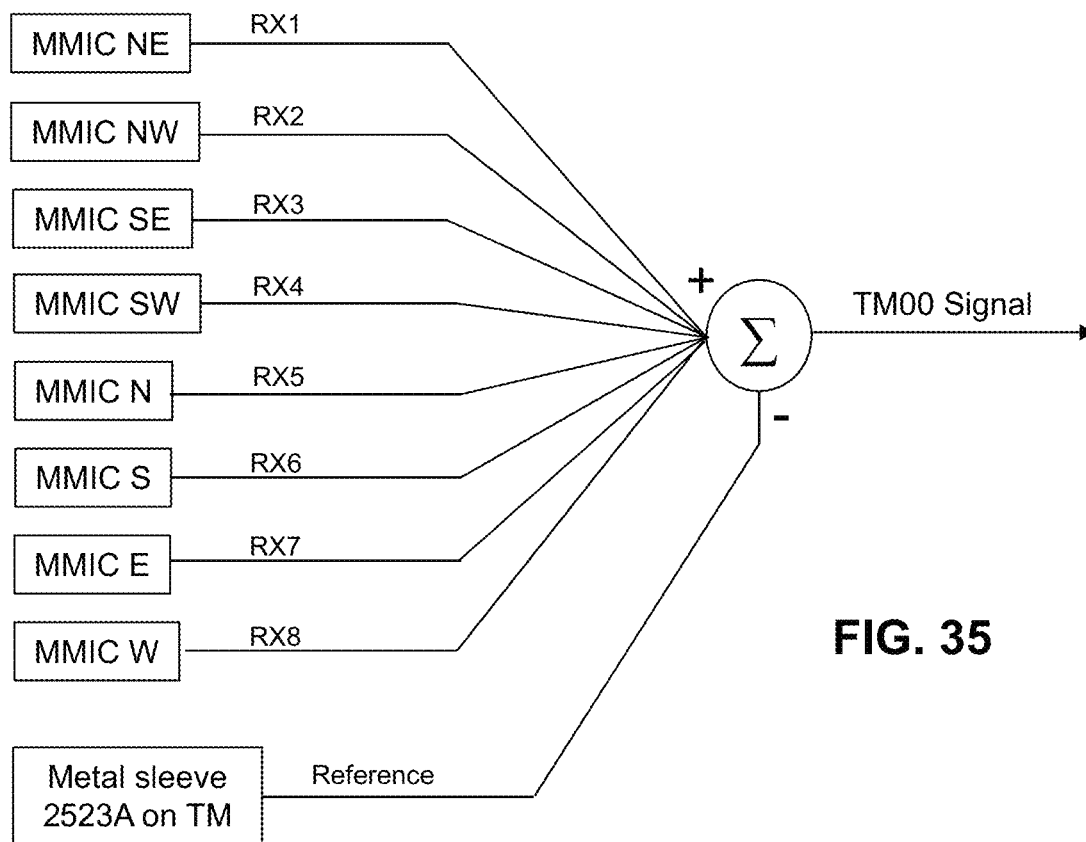 MMIC NE
RX1
MMIC NW
RX2
MMIC SE
RX3
MMIC SW
RX4
+
Σ
TM00 Signal
MMIC N
RX5
-
MMIC S
RX6
MMIC E
RX7
MMIC W
RX8
FIG. 35
Metal sleeve
2523A on TM
Reference